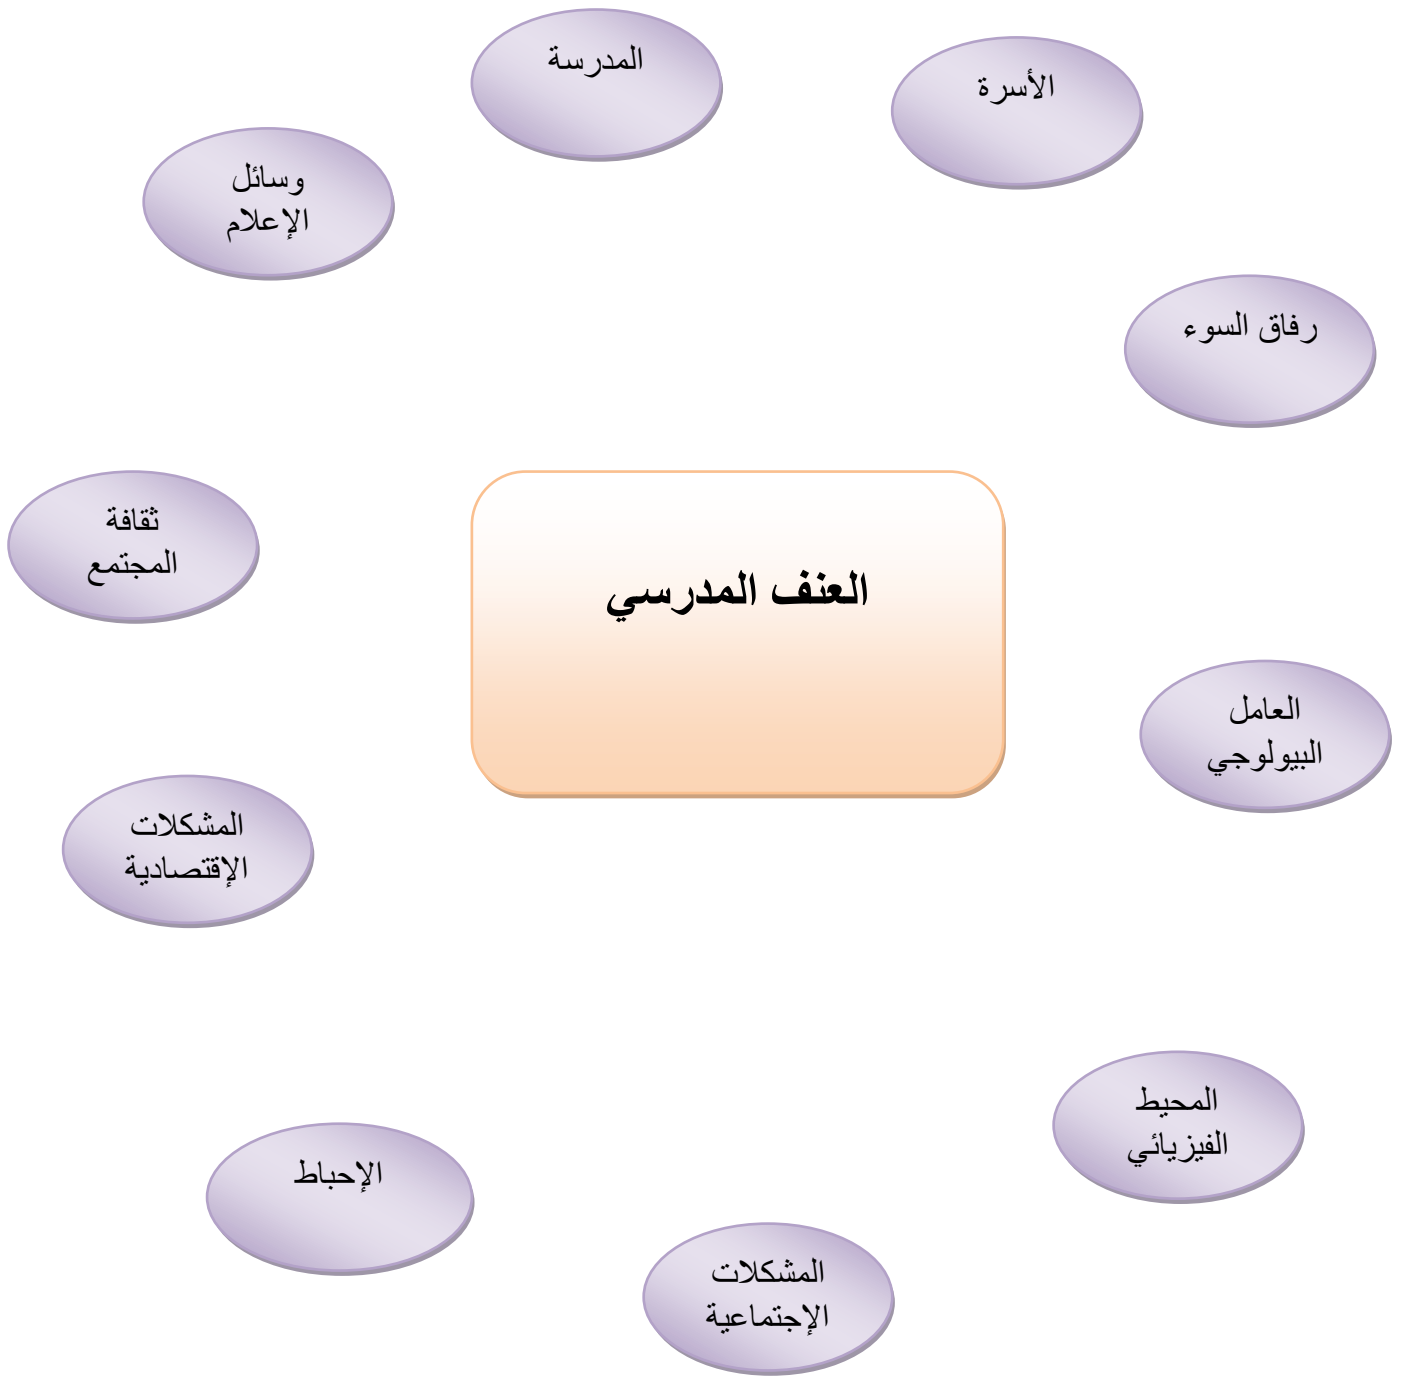 المدرسة
الأسرة
وسائل
الإعلام
رفاق السوء
ثقافة
المجتمع
العنف المدرسي
العامل
البيولوجي
المشكلات
الإقتصادية
المحيط
الفيزيائي
الإحباط
المشكلات
الإجتماعية